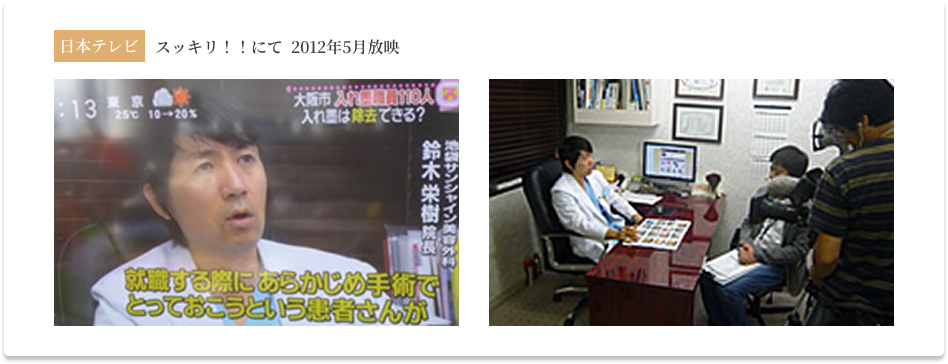 日本テレビ スッキリ！！にて 2012年5月放映
:13 東京 25℃ 10→20%
大阪市 入れ墨職員110人
入れ墨は除去できる？
池袋サンシャイン美容外科
鈴木栄樹院長
就職する際に あらかじめ手術で
とっておこうという患者さんが